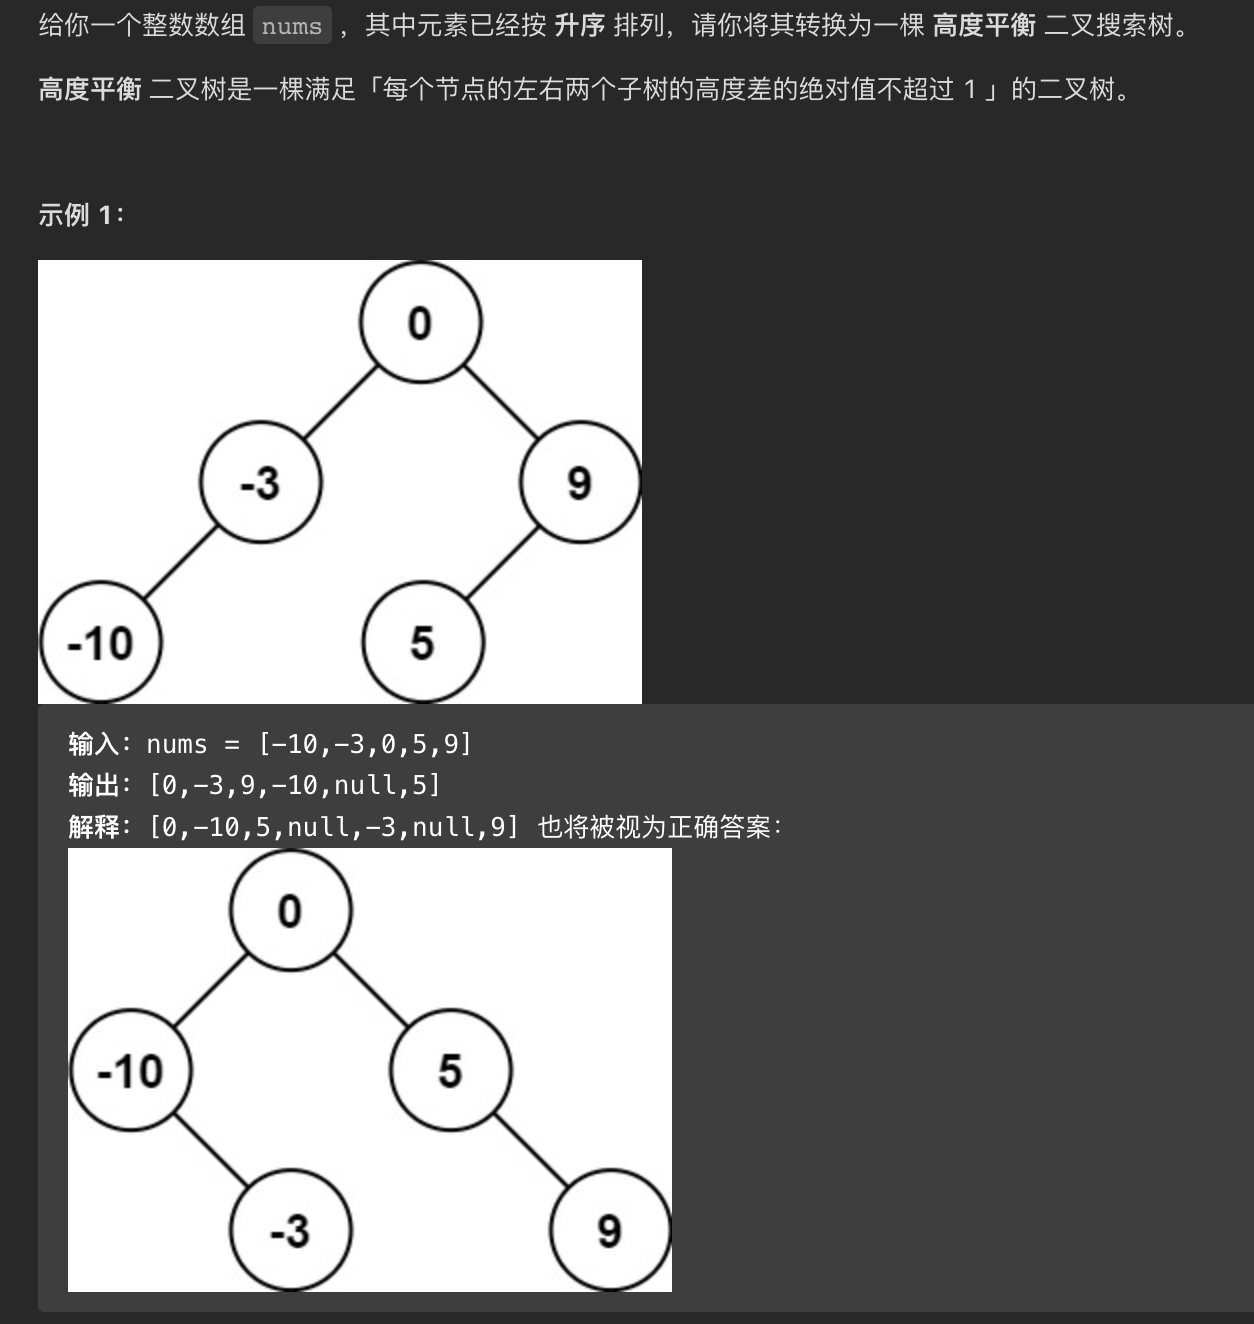 给你一个整数数组 nums ，其中元素已经按 升序 排列，请你将其转换为一棵 高度平衡 二叉搜索树。
高度平衡 二叉树是一棵满足「每个节点的左右两个子树的高度差的绝对值不超过 1 」的二叉树。
示例 1：
0
-3
9
-10
5
输入：nums = [-10,-3,0,5,9]
输出：[0,-3,9,-10,null,5]
解释：[0,-10,5,null,-3,null,9] 也将被视为正确答案：
0
-10
5
-3
9